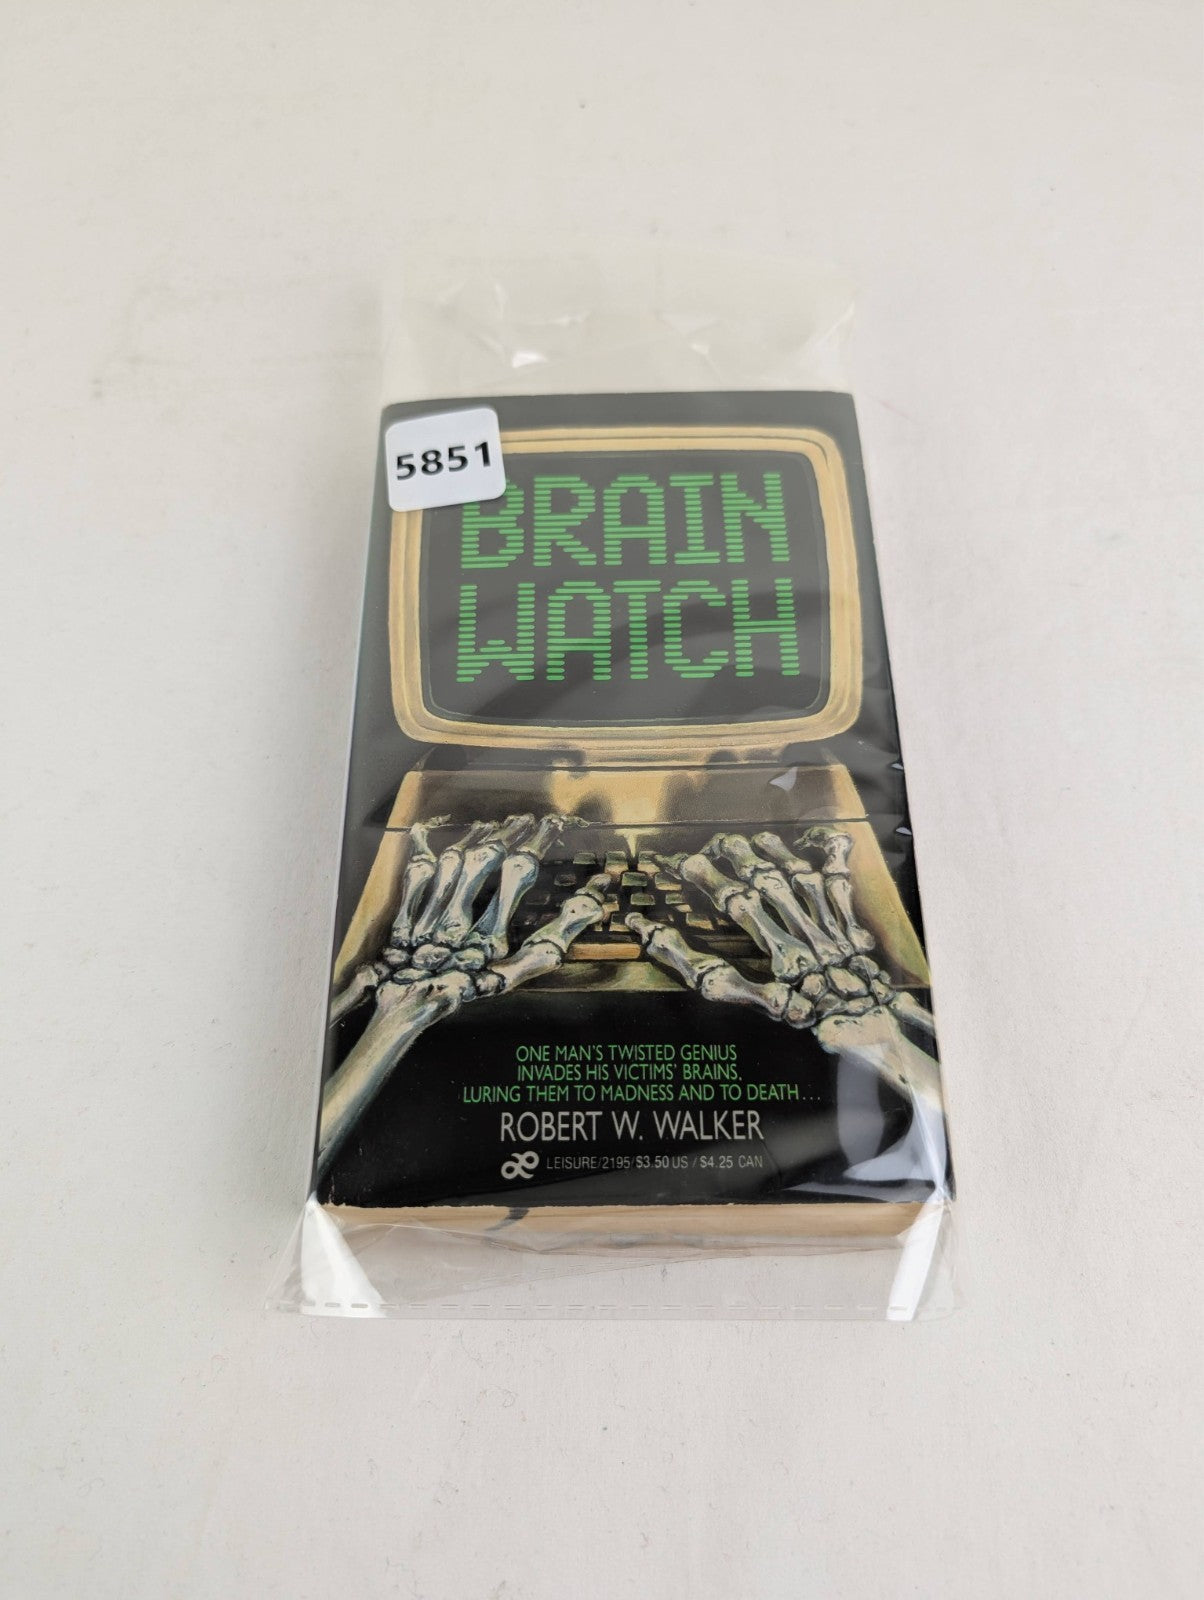 5851
BRAIN
WATCH
ONE MAN'S TWISTED GENIUS
INVADES HIS VICTIMS' BRAINS,
LURING THEM TO MADNESS AND TO DEATH...
ROBERT W. WALKER
LEISURE/2195/$3.50 US / $4.25 CAN